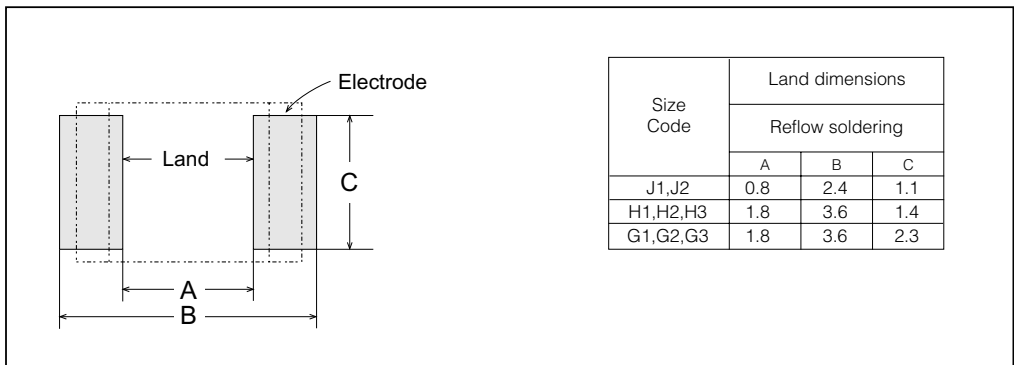 Electrode
Land
C
A
B
Size
Code
Land dimensions
Reflow soldering
A B C
J1,J2 0.8 2.4 1.1
H1,H2,H3 1.8 3.6 1.4
G1,G2,G3 1.8 3.6 2.3